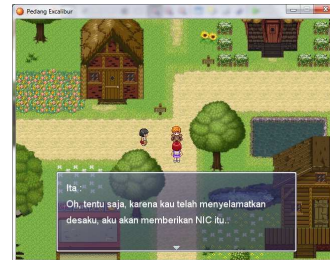 Pedang Excalibur
Ita :
Oh, tentu saja, karena kau telah menyelamatkan
desaku, aku akan memberikan NIC itu..